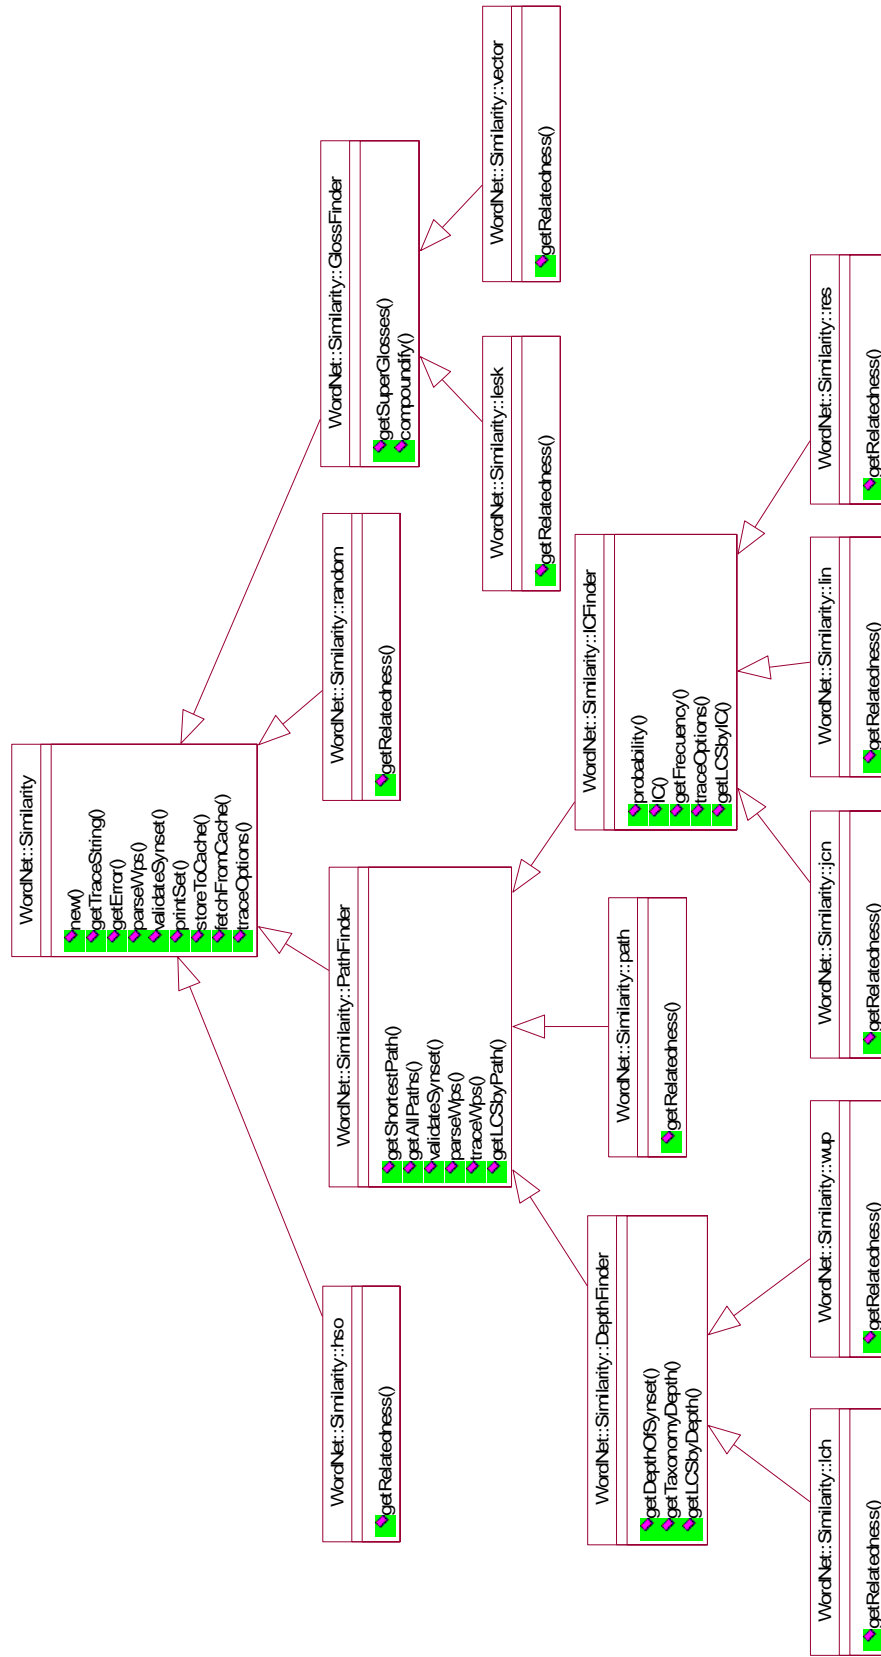 WordNet::Similarity
new()
getTraceString()
getError()
parseWps()
validateSynset()
printSet()
storeToCache()
fetchFromCache()
traceOptions()
WordNet::Similarity::hso
getRelatedness()
WordNet::Similarity::PathFinder
getShortestPath()
getAllPaths()
validateSynset()
parseWps()
traceWps()
getLCSbyPath()
WordNet::Similarity::random
getRelatedness()
WordNet::Similarity::GlossFinder
getSuperGlosses()
compoundify()
WordNet::Similarity::lesk
getRelatedness()
WordNet::Similarity::vector
getRelatedness()
WordNet::Similarity::DepthFinder
getDepthOfSynset()
getTaxonomyDepth()
getLCSbyDepth()
WordNet::Similarity::path
getRelatedness()
WordNet::Similarity::ICFinder
probability()
IC()
getFrecuency()
traceOptions()
getLCSbyIC()
WordNet::Similarity::lch
getRelatedness()
WordNet::Similarity::wup
getRelatedness()
WordNet::Similarity::jcn
getRelatedness()
WordNet::Similarity::lin
getRelatedness()
WordNet::Similarity::res
getRelatedness()